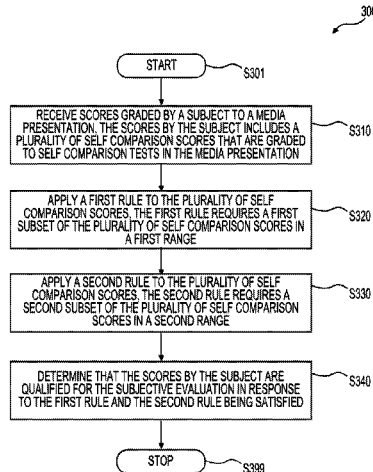 300
START
S301
RECEIVE SCORES GRADED BY A SUBJECT TO A MEDIA
PRESENTATION. THE SCORES BY THE SUBJECT INCLUDES A
PLURALITY OF SELF COMPARISON SCORES THAT ARE GRADED
TO SELF COMPARISON TESTS IN THE MEDIA PRESENTATION
S310
APPLY A FIRST RULE TO THE PLURALITY OF SELF
COMPARISON SCORES. THE FIRST RULE REQUIRES A FIRST
SUBSET OF THE PLURALITY OF SELF COMPARISON SCORES IN
A FIRST RANGE
S320
APPLY A SECOND RULE TO THE PLURALITY OF SELF
COMPARISON SCORES. THE SECOND RULE REQUIRES A
SECOND SUBSET OF THE PLURALITY OF SELF COMPARISON
SCORES IN A SECOND RANGE
S330
DETERMINE THAT THE SCORES BY THE SUBJECT ARE
QUALIFIED FOR THE SUBJECTIVE EVALUATION IN RESPONSE
TO THE FIRST RULE AND THE SECOND RULE BEING SATISFIED
S340
STOP
S399